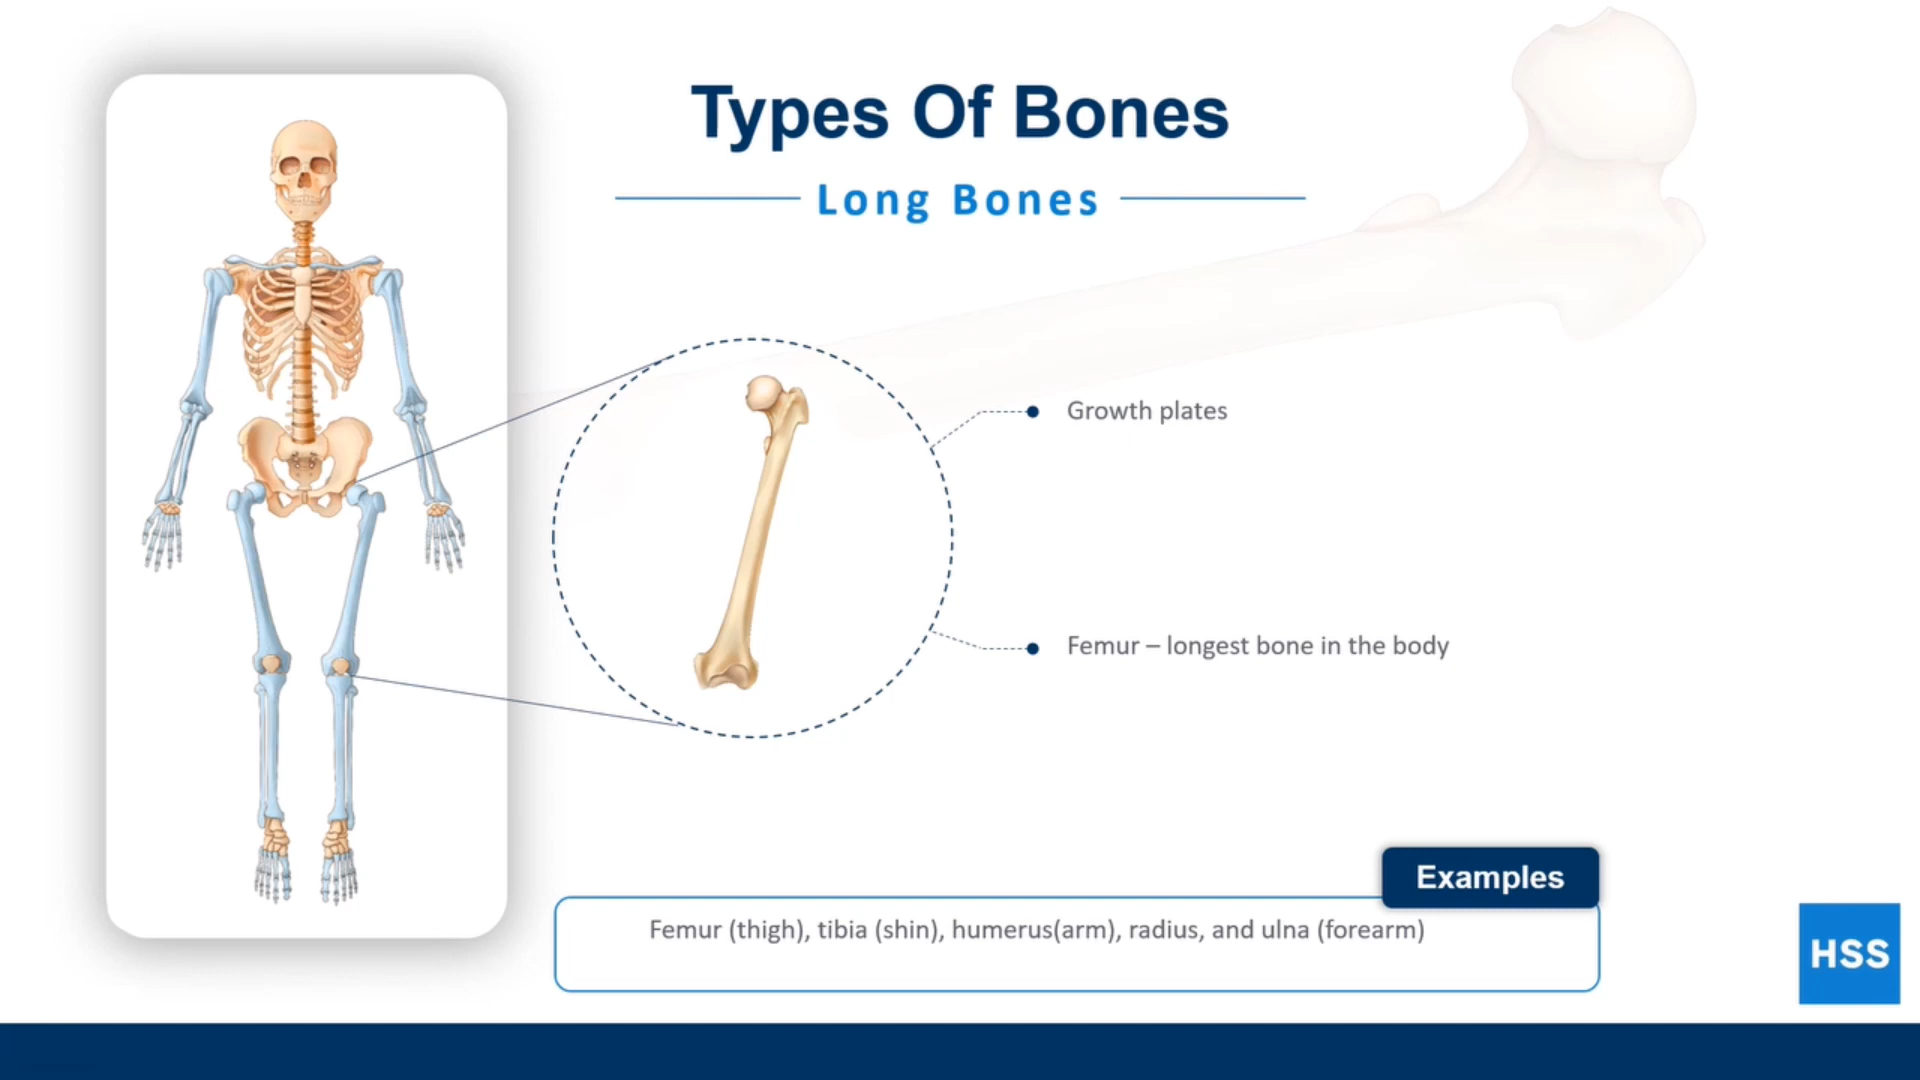 Types Of Bones
Long Bones
Growth plates
Femur – longest bone in the body
Examples
Femur (thigh), tibia (shin), humerus(arm), radius, and ulna (forearm)
HSS